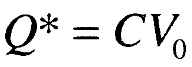 Q* = CV₀